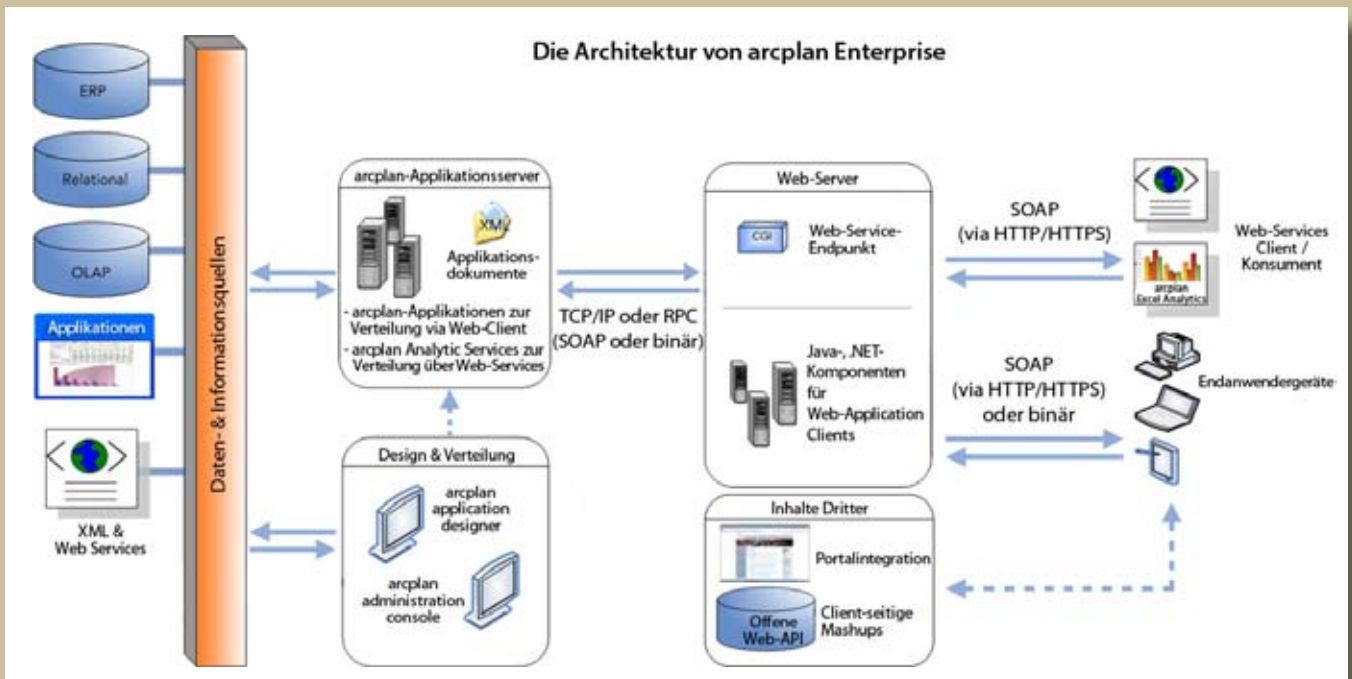 Die Architektur von arcplan Enterprise
ERP
Relational
OLAP
Applikationen
XML &
Web Services
Daten- & Informationsquellen
arcplan-Applikationsserver
XML
Applikations-
dokumente
- arcplan-Applikationen zur
Verteilung via Web-Client
- arcplan Analytic Services zur
Verteilung über Web-Services
Design & Verteilung
arcplan
application
designer
arcplan
administration
console
TCP/IP oder RPC
(SOAP oder binär)
Web-Server
CGI
Web-Service-
Endpunkt
Java-, .NET-
Komponenten
für
Web-Application
Clients
Inhalte Dritter
Portalintegration
Offene
Web-API
Client-seitige
Mashups
SOAP
(via HTTP/HTTPS)
Web-Services
Client /
Konsument
arcplan
Excel Analytics
SOAP
(via HTTP/HTTPS)
oder binär
Endanwendergeräte